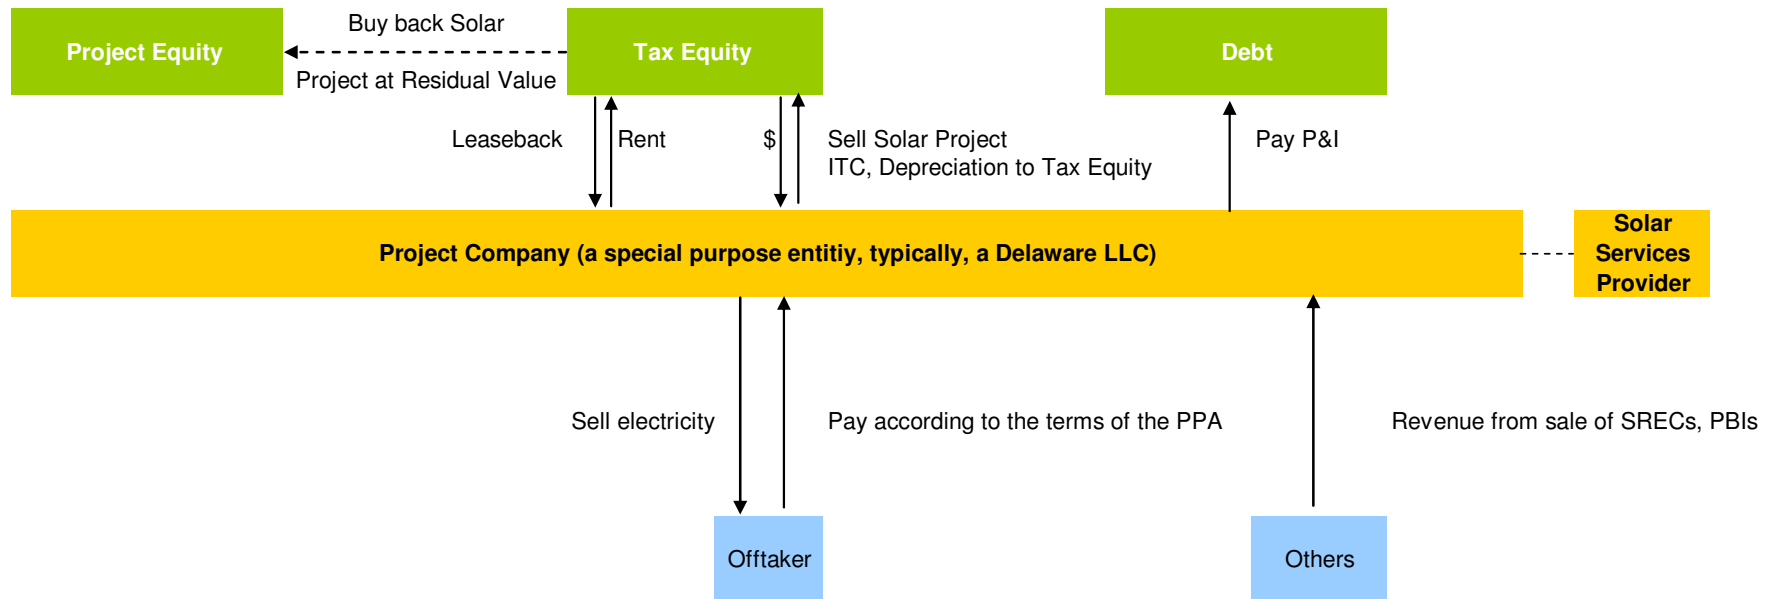 Buy back Solar
Project Equity
Tax Equity
Debt
Project at Residual Value
Leaseback
Rent
$
Sell Solar Project
ITC, Depreciation to Tax Equity
Pay P&I
Project Company (a special purpose entitiy, typically, a Delaware LLC)
Solar
Services
Provider
Sell electricity
Pay according to the terms of the PPA
Revenue from sale of SRECs, PBIs
Offtaker
Others